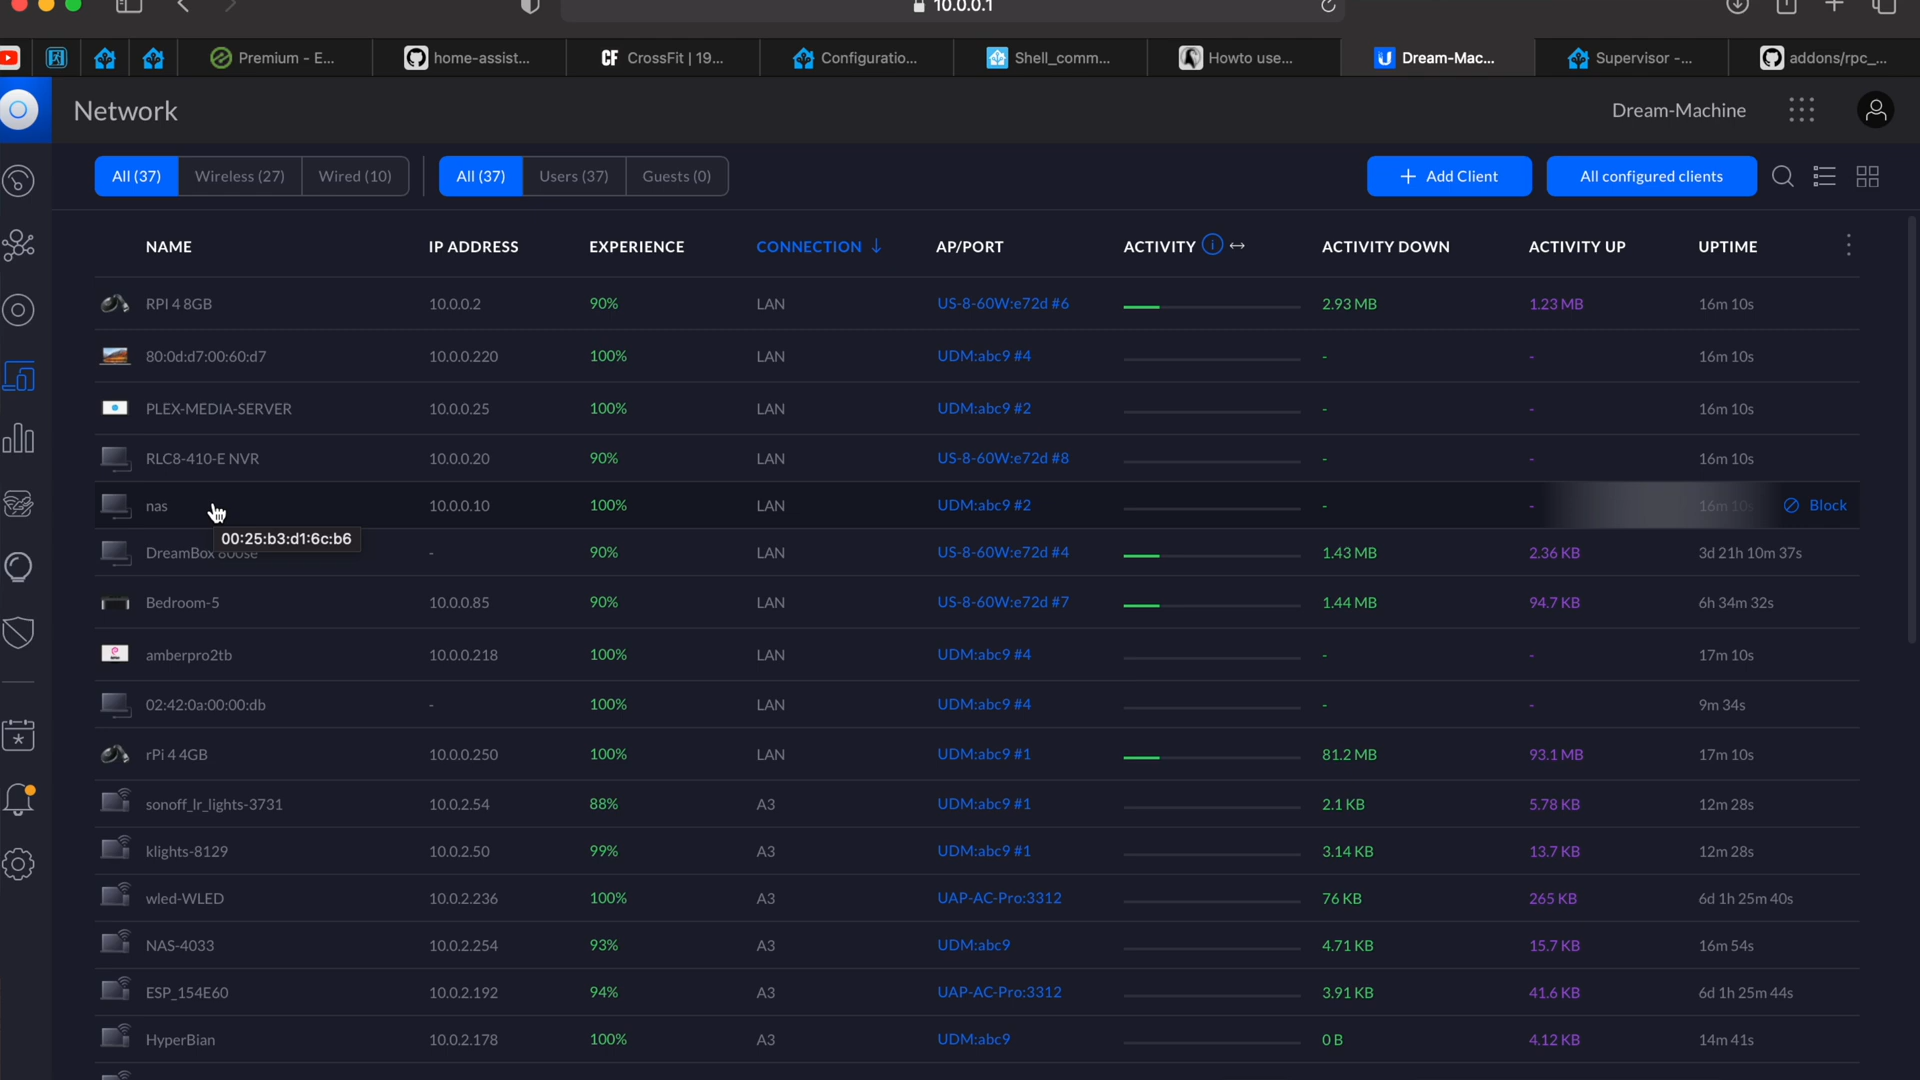 10.0.0.1
Premium - E...
home-assist...
CF CrossFit | 19...
Configuratio...
Shell_comm...
Howto use...
U Dream-Mac...
Supervisor -...
addons/rpc_...
Network
Dream-Machine
All (37) Wireless (27) Wired (10) All (37) Users (37) Guests (0)
+ Add Client
All configured clients
NAME IP ADDRESS EXPERIENCE CONNECTION ↓ AP/PORT ACTIVITY i ↔ ACTIVITY DOWN ACTIVITY UP UPTIME
RPI 4 8GB 10.0.0.2 90% LAN US-8-60W:e72d #6 2.93 MB 1.23 MB 16m 10s
80:0d:d7:00:60:d7 10.0.0.220 100% LAN UDM:abc9 #4 - - 16m 10s
PLEX-MEDIA-SERVER 10.0.0.25 100% LAN UDM:abc9 #2 - - 16m 10s
RLC8-410-E NVR 10.0.0.20 90% LAN US-8-60W:e72d #8 - - 16m 10s
nas 10.0.0.10 100% LAN UDM:abc9 #2 - - 16m 10s Block
00:25:b3:d1:6c:b6
DreamBox 800se - 90% LAN US-8-60W:e72d #4 1.43 MB 2.36 KB 3d 21h 10m 37s
Bedroom-5 10.0.0.85 90% LAN US-8-60W:e72d #7 1.44 MB 94.7 KB 6h 34m 32s
amberpro2tb 10.0.0.218 100% LAN UDM:abc9 #4 - - 17m 10s
02:42:0a:00:00:db - 100% LAN UDM:abc9 #4 - - 9m 34s
rPi 4 4GB 10.0.0.250 100% LAN UDM:abc9 #1 81.2 MB 93.1 MB 17m 10s
sonoff_lr_lights-3731 10.0.2.54 88% A3 UDM:abc9 #1 2.1 KB 5.78 KB 12m 28s
klights-8129 10.0.2.50 99% A3 UDM:abc9 #1 3.14 KB 13.7 KB 12m 28s
wled-WLED 10.0.2.236 100% A3 UAP-AC-Pro:3312 76 KB 265 KB 6d 1h 25m 40s
NAS-4033 10.0.2.254 93% A3 UDM:abc9 4.71 KB 15.7 KB 16m 54s
ESP_154E60 10.0.2.192 94% A3 UAP-AC-Pro:3312 3.91 KB 41.6 KB 6d 1h 25m 44s
HyperBian 10.0.2.178 100% A3 UDM:abc9 0 B 4.12 KB 14m 41s